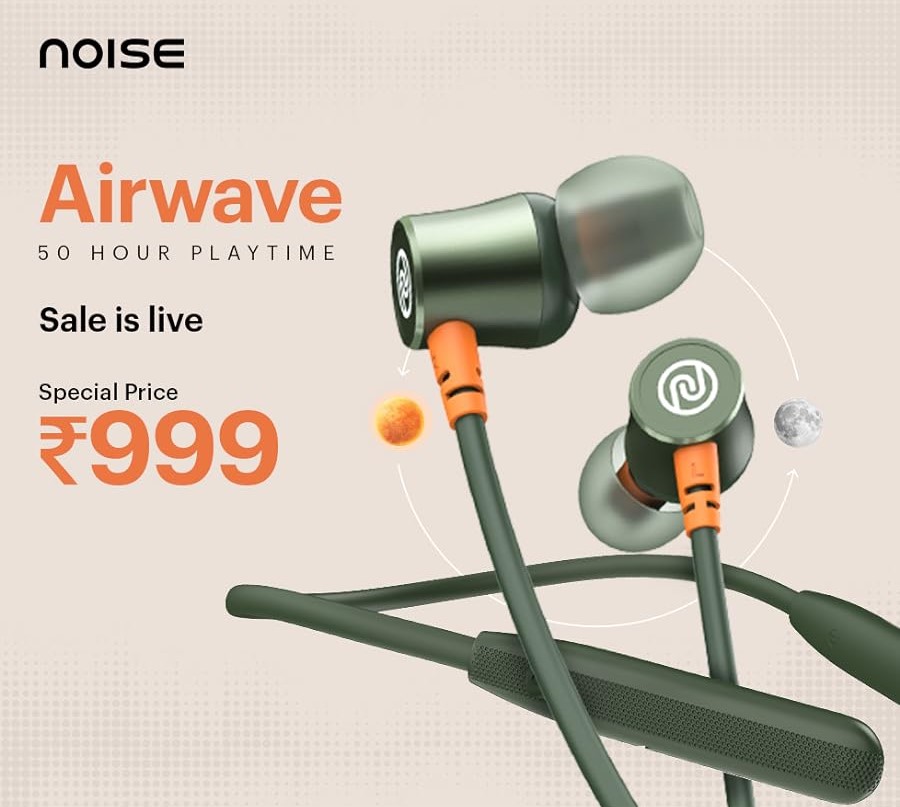 NOISE
Airwave
50 HOUR PLAYTIME
Sale is live
Special Price
₹999
L